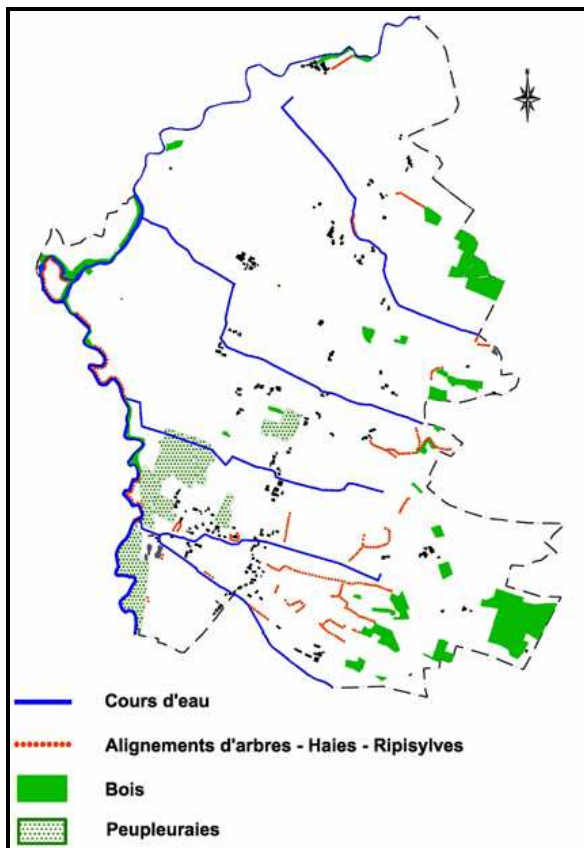 Cours d'eau
Alignements d'arbres - Haies - Ripisylves
Bois
Peupleuraies